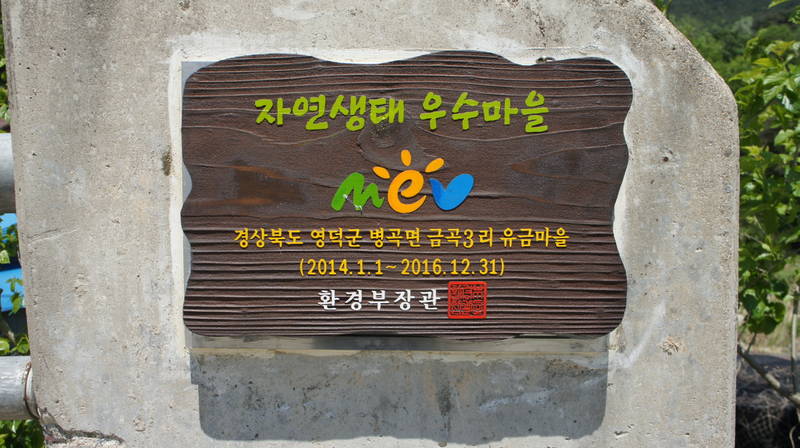 자연생태 우수마을
mev
경상북도 영덕군 병곡면 금곡3리 유금마을
(2014.1.1~2016.12.31)
환경부장관